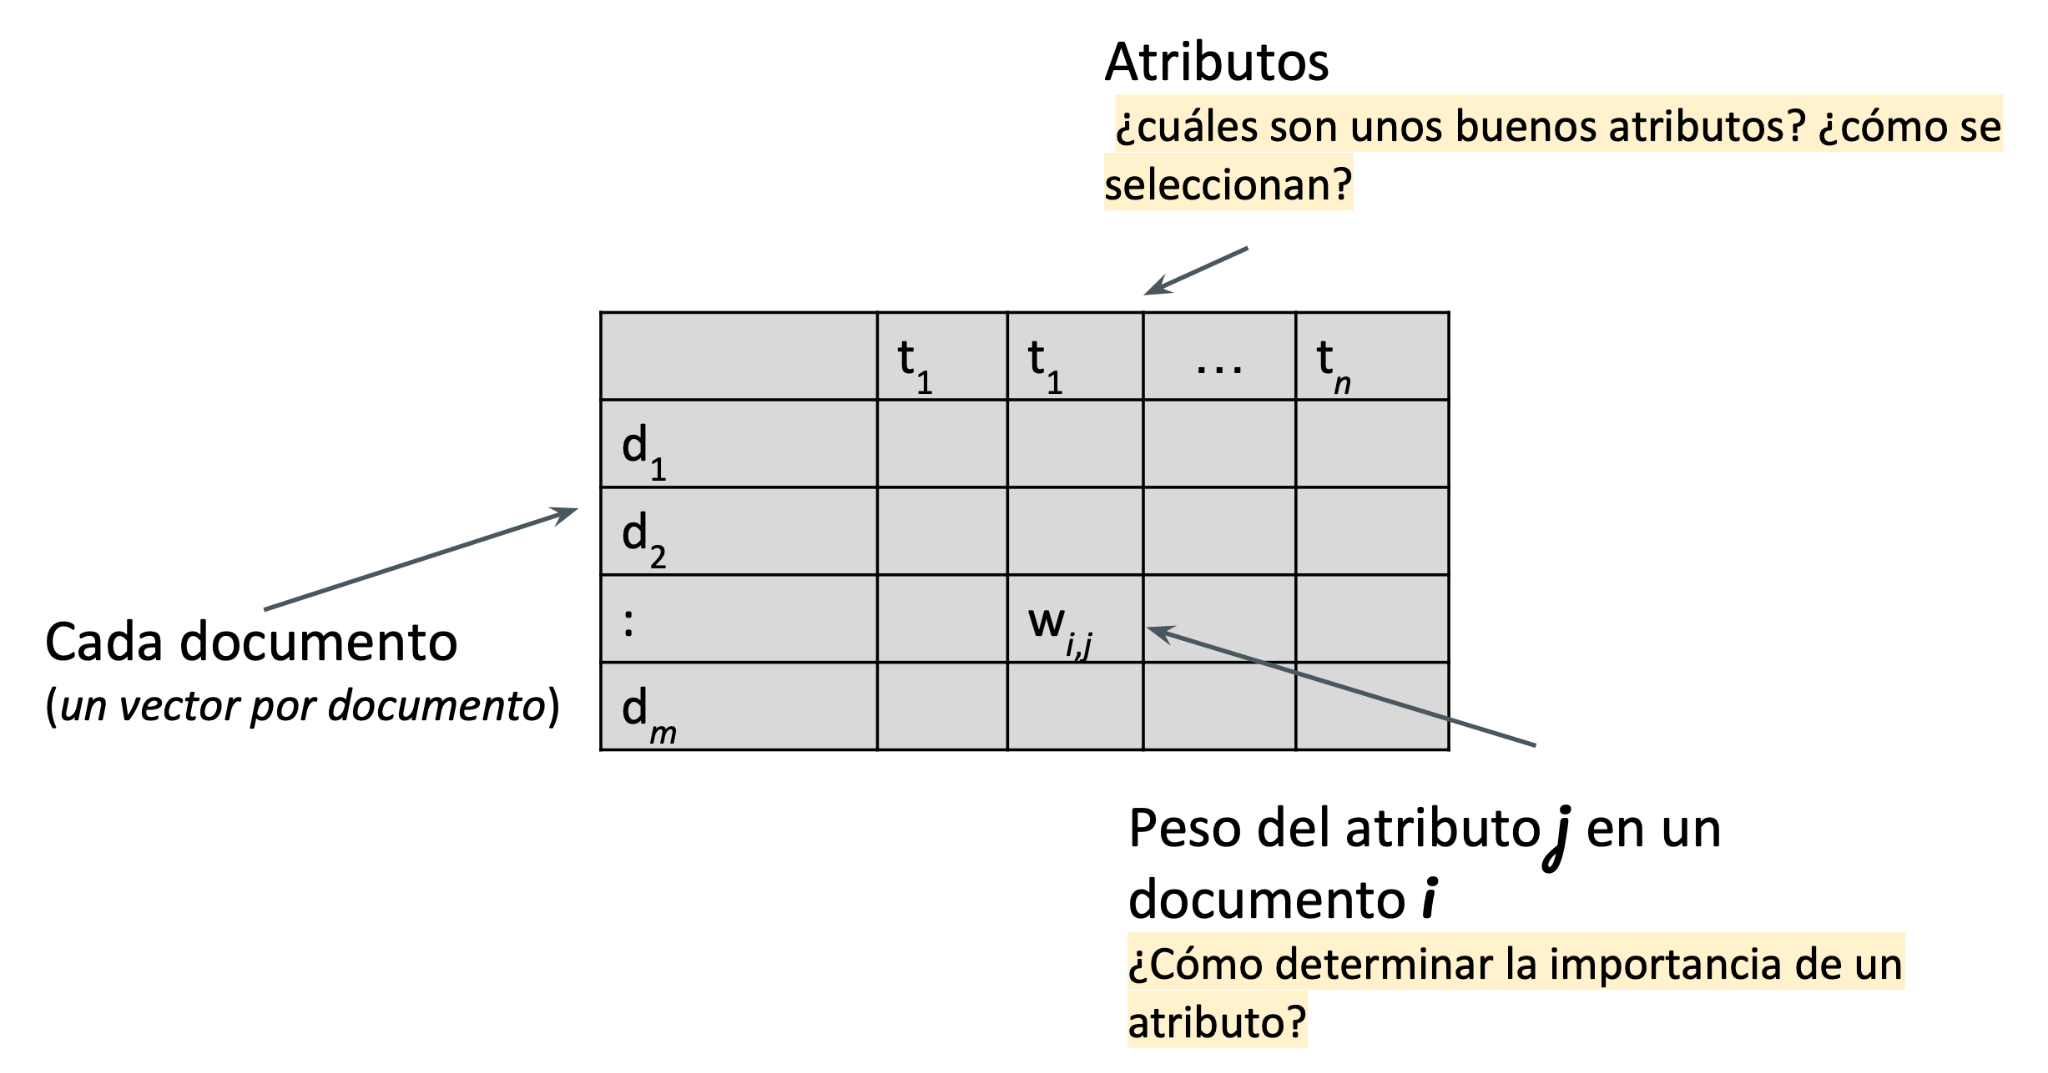 Atributos
¿cuáles son unos buenos atributos? ¿cómo se
seleccionan?
t1 t1 ... tn
d1
d2
: wi,j
dm
Cada documento
(un vector por documento)
Peso del atributo j en un
documento i
¿Cómo determinar la importancia de un
atributo?